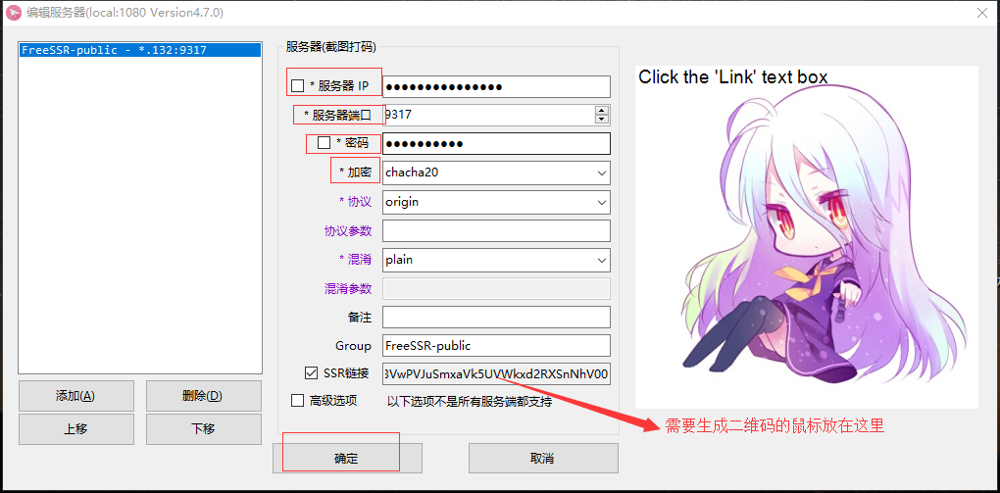 编辑服务器(local:1080 Version4.7.0)
FreeSSR-public - *.132:9317
添加(A)
删除(D)
上移
下移
服务器(截图打码)
* 服务器 IP
●●●●●●●●●●●●●●●
* 服务器端口
9317
* 密码
●●●●●●●●●●
* 加密
chacha20
* 协议
origin
协议参数
* 混淆
plain
混淆参数
备注
Group
FreeSSR-public
SSR链接
3VwPVJuSmxaVk5UVWkxd2RXSnNhV00
高级选项
以下选项不是所有服务端都支持
确定
取消
Click the 'Link' text box
需要生成二维码的鼠标放在这里